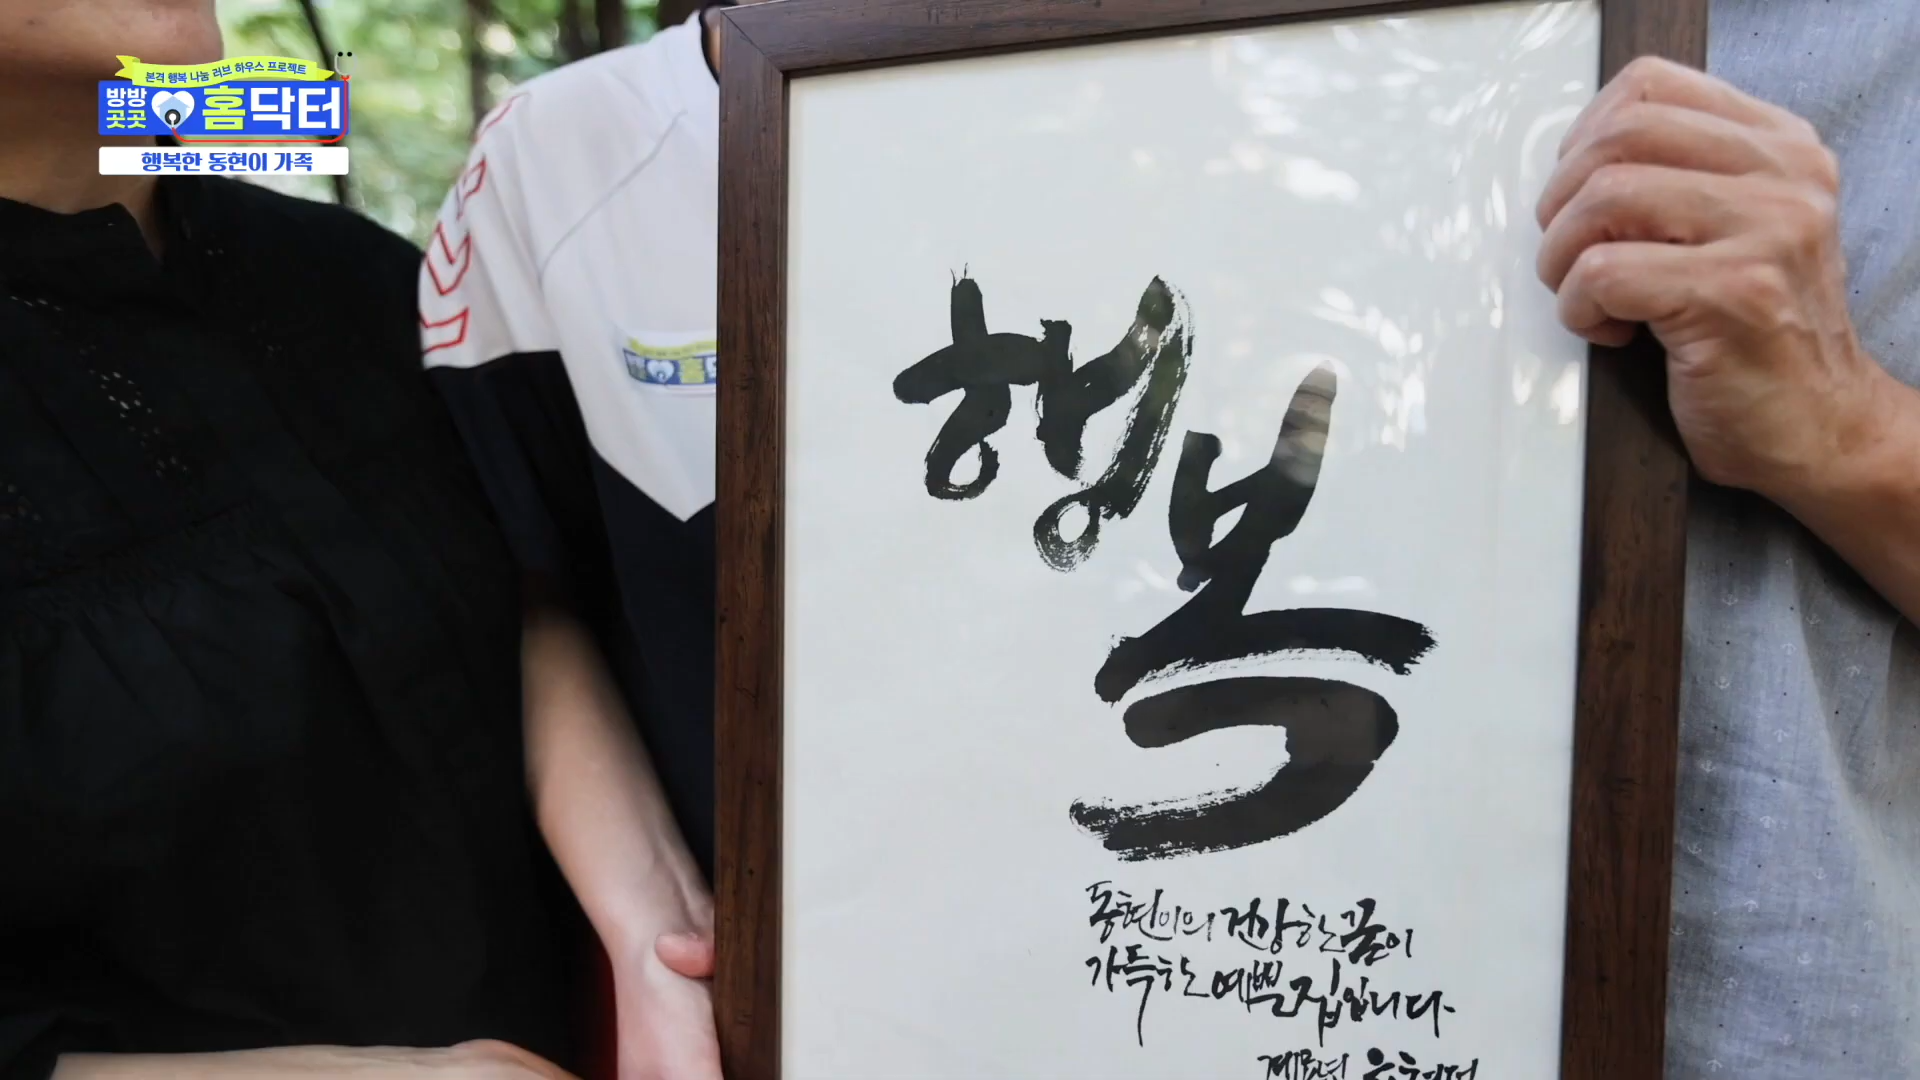 본격 행복 나눔 러브 하우스 프로젝트
방방곡곡 홈닥터
행복한 동현이 가족
행복
동현이의 건강한 꿈이
가득한 예쁜 집입니다.